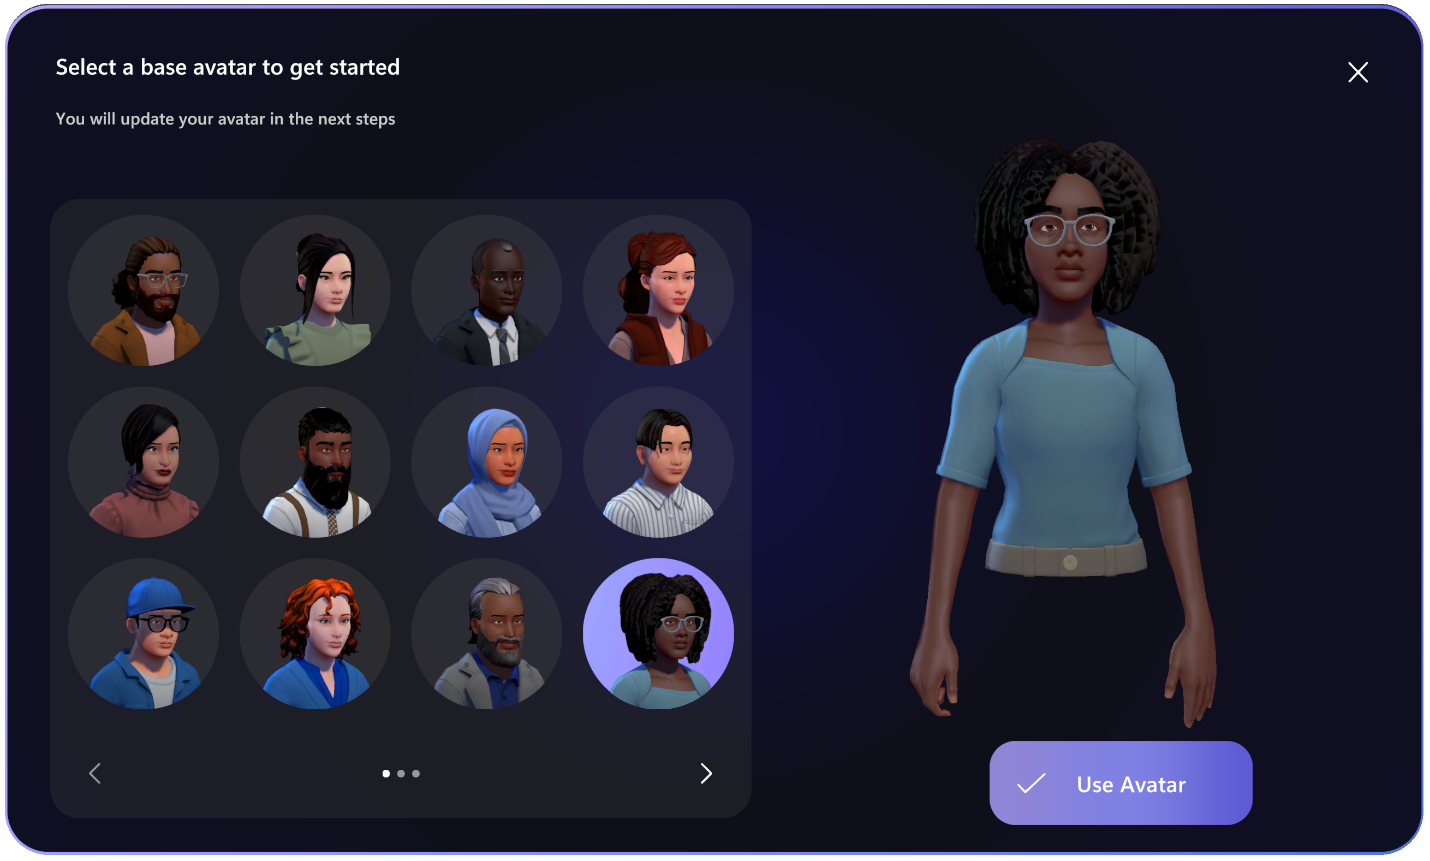 Select a base avatar to get started
You will update your avatar in the next steps
Use Avatar